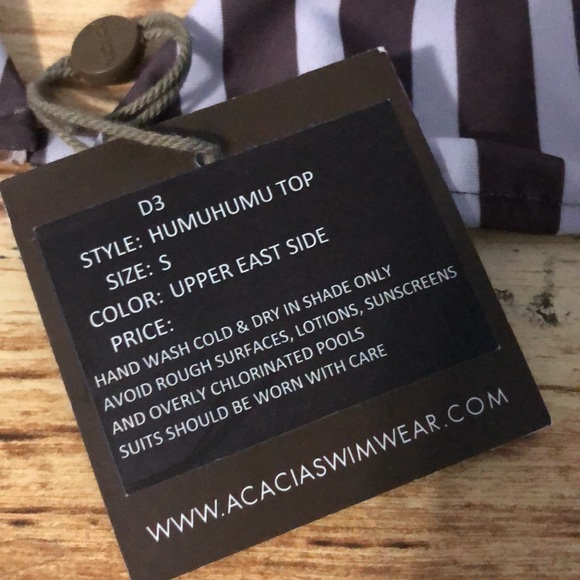 D3
STYLE: HUMUHUMU TOP
SIZE: S
COLOR: UPPER EAST SIDE
PRICE:
HAND WASH COLD & DRY IN SHADE ONLY
AVOID ROUGH SURFACES, LOTIONS, SUNSCREENS
AND OVERLY CHLORINATED POOLS
SUITS SHOULD BE WORN WITH CARE
WWW.ACACIASWIMWEAR.COM